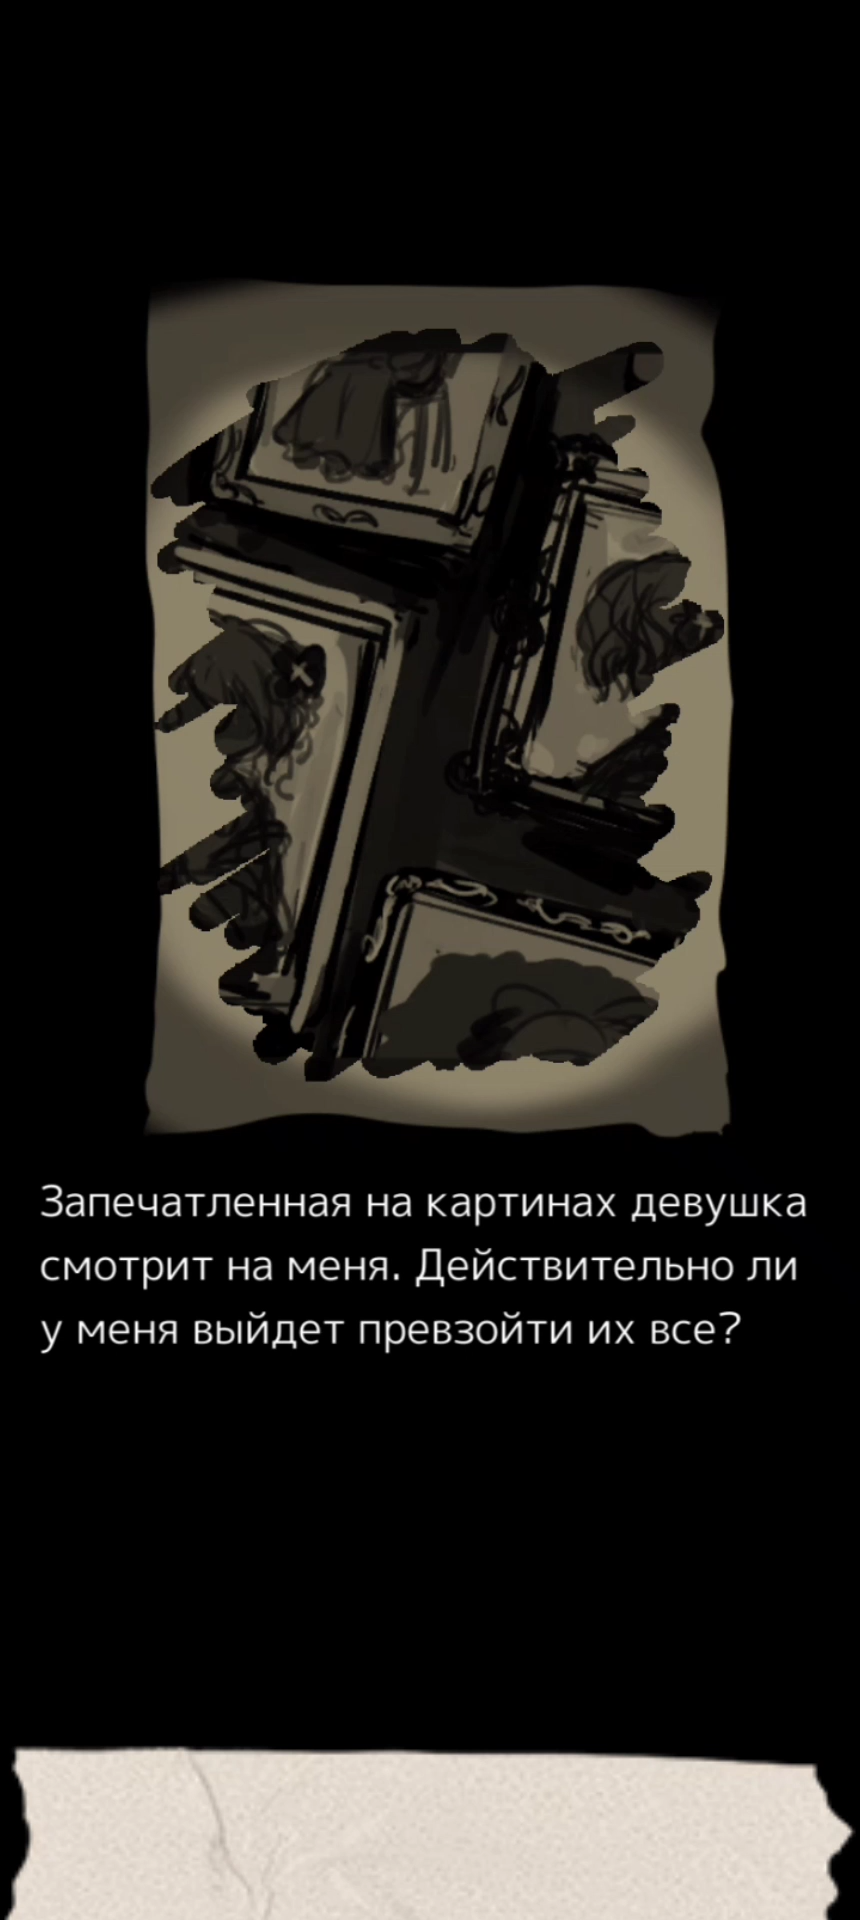 Запечатленная на картинах девушка
смотрит на меня. Действительно ли
у меня выйдет превзойти их все?